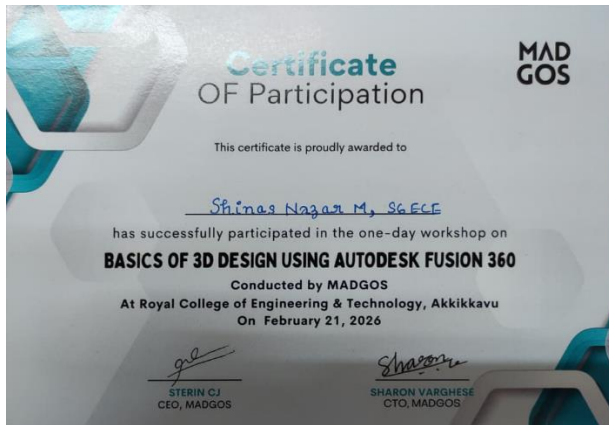 MAD
GOS
Certificate
OF Participation
This certificate is proudly awarded to
Shinas Nazar M, S6 ECE
has successfully participated in the one-day workshop on
BASICS OF 3D DESIGN USING AUTODESK FUSION 360
Conducted by MADGOS
At Royal College of Engineering & Technology, Akkikkavu
On February 21, 2026
Sharon
STERIN CJ
CEO, MADGOS
SHARON VARGHESE
CTO, MADGOS